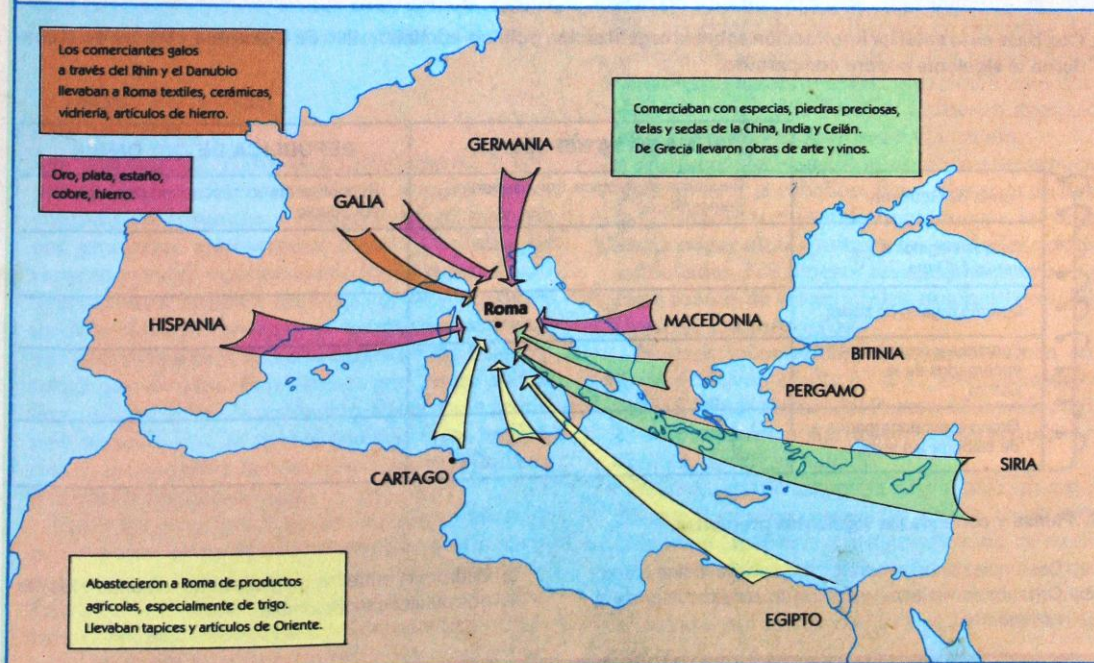 Los comerciantes galos
a través del Rhin y el Danubio
llevaban a Roma textiles, cerámicas,
vidriería, artículos de hierro.
Comerciaban con especias, piedras preciosas,
telas y sedas de la China, India y Ceilán.
De Grecia llevaron obras de arte y vinos.
GERMANIA
Oro, plata, estaño,
cobre, hierro.
GALIA
Roma
HISPANIA
MACEDONIA
BITINIA
PERGAMO
SIRIA
CARTAGO
Abastecieron a Roma de productos
agrícolas, especialmente de trigo.
Llevaban tapices y artículos de Oriente.
EGIPTO